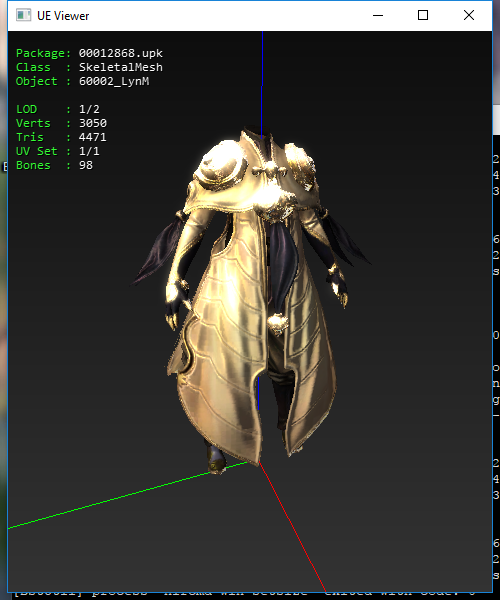 UE Viewer
Package: 00012868.upk
Class : SkeletalMesh
Object : 60002_LynM
LOD : 1/2
Verts : 3050
Tris : 4471
UV Set : 1/1
Bones : 98